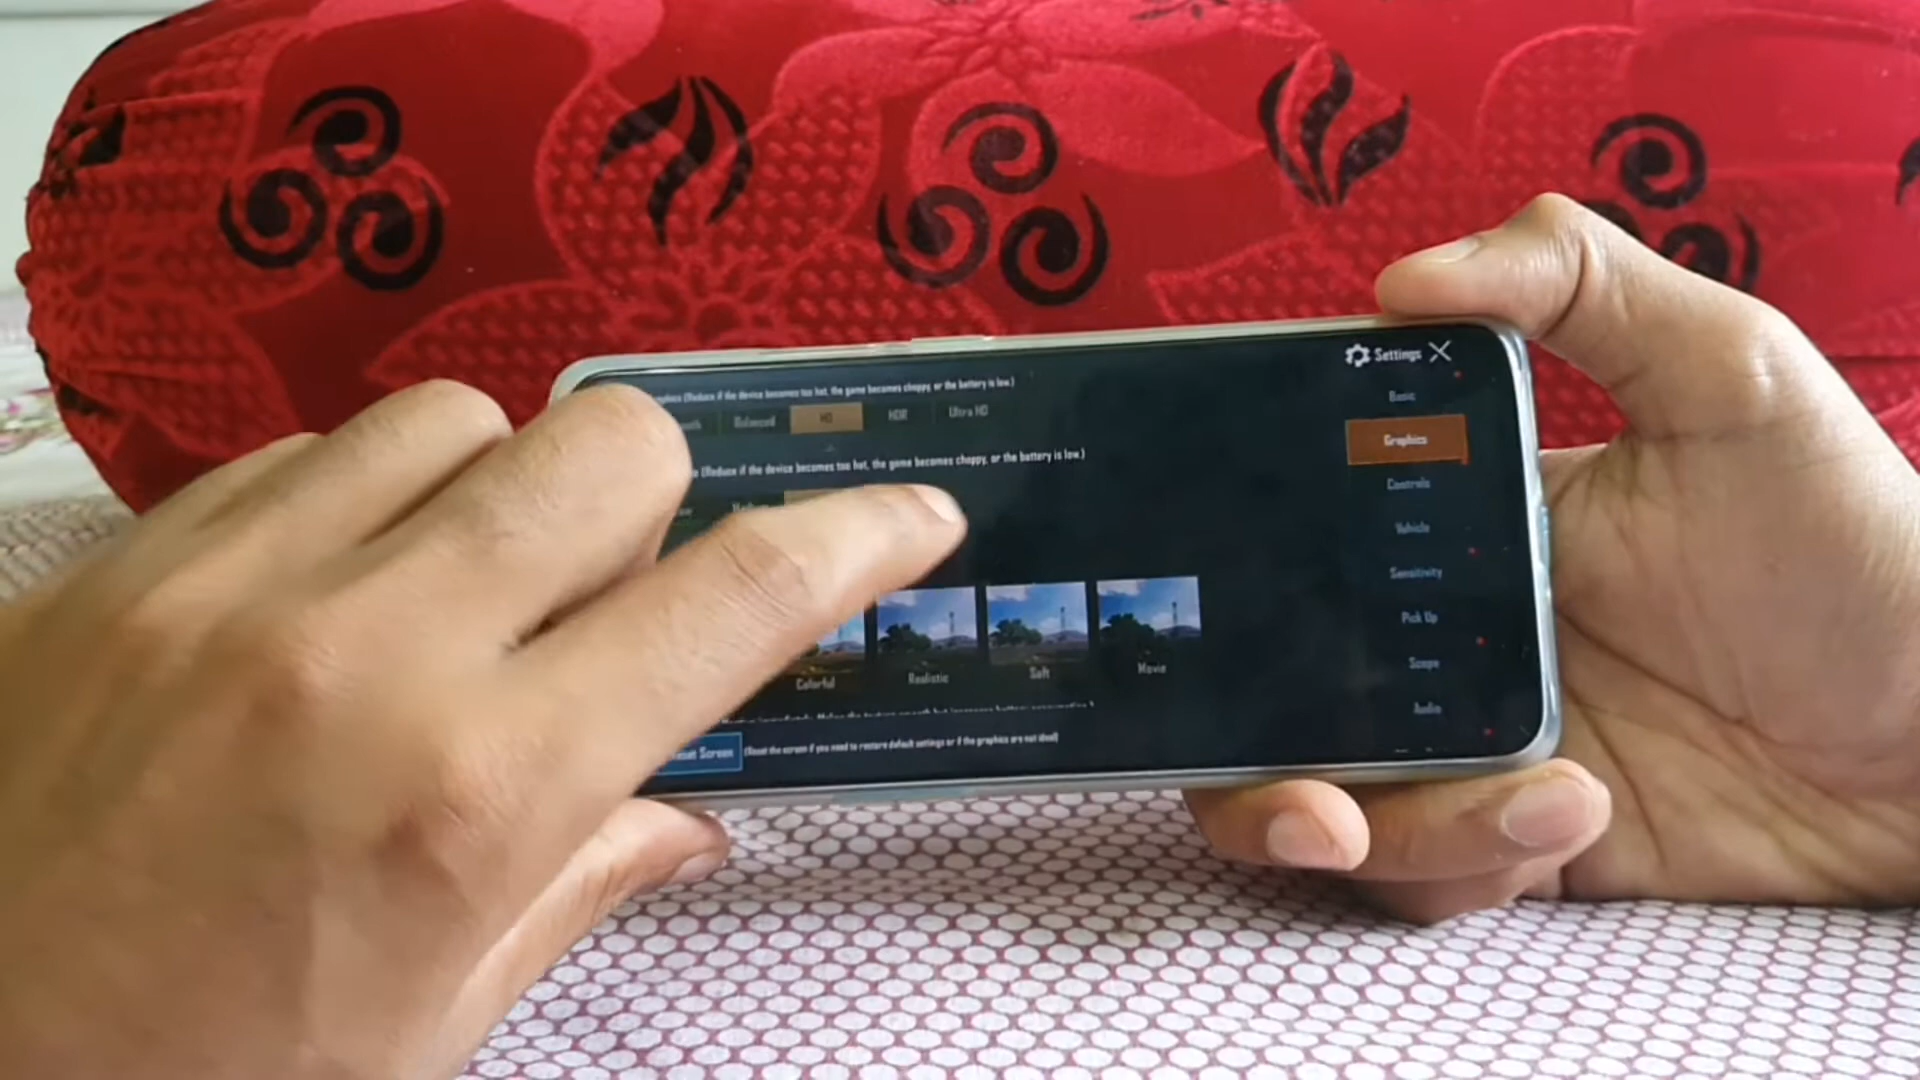 Settings
(Reduce if the device becomes too hot, the game becomes choppy, or the battery is low.)
Balanced HD HDR Ultra HD
(Reduce if the device becomes too hot, the game becomes choppy, or the battery is low.)
Colorful Realistic Soft Movie
Screen (Reset the screen if you need to restore default settings or if the graphics are not ideal)
Basic
Graphics
Controls
Vehicle
Sensitivity
Pick Up
Scope
Audio